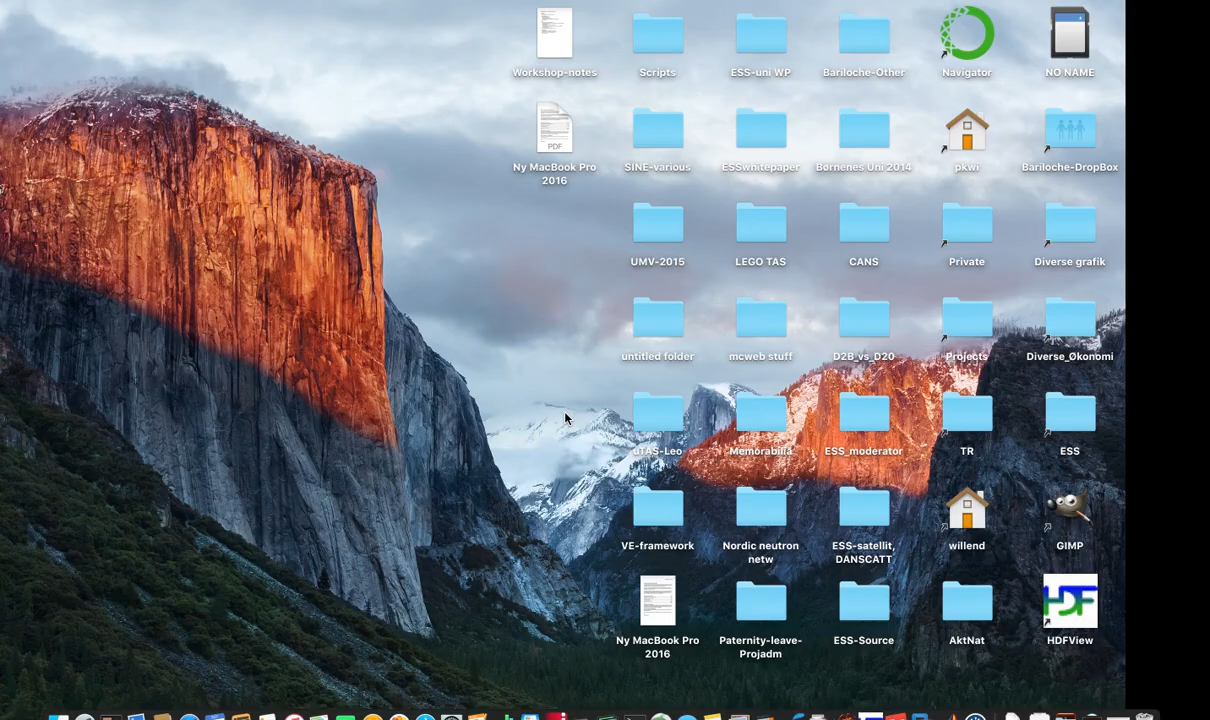 Workshop-notes
Scripts
ESS-uni WP
Bariloche-Other
Navigator
NO NAME
PDF
Ny MacBook Pro
2016
SINE-various
ESSwhitepaper
Børnenes Uni 2014
pkwi
Bariloche-DropBox
UMV-2015
LEGO TAS
CANS
Private
Diverse grafik
untitled folder
mcweb stuff
D2B_vs_D20
Projects
Diverse_Økonomi
uTAS-Leo
Memorabilia
ESS_moderator
TR
ESS
VE-framework
Nordic neutron
netw
ESS-satellit,
DANSCATT
willend
GIMP
Ny MacBook Pro
2016
Paternity-leave-
Projadm
ESS-Source
AktNat
HDF
HDFView